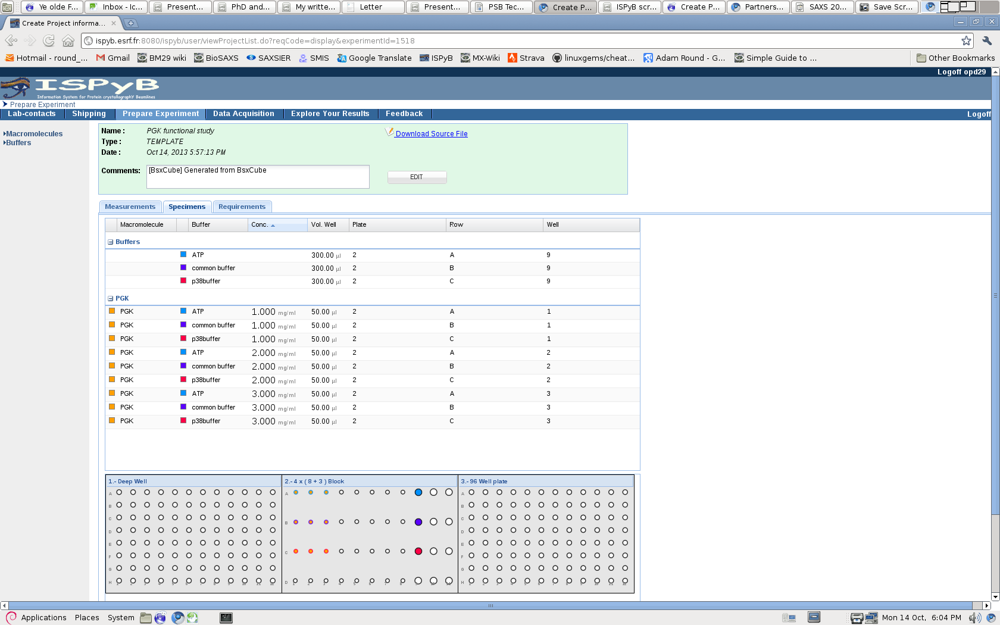 Ye olde F...
Inbox - Ic...
Present...
PhD and...
My writte...
Letter
Present...
PSB Tec...
Create P...
ISPyB scr...
Create P...
Partners...
SAXS 20...
Save Scr...
Create Project informa...
ispyb.esrf.fr:8080/ispyb/user/viewProjectList.do?reqCode=display&experimentId=1518
Hotmail - round_...
Gmail
BM29 wiki
BioSAXS
SAXSIER
SMIS
Google Translate
ISPyB
MX-Wiki
Strava
linuxgems/cheat...
Adam Round - G...
Simple Guide to ...
Other Bookmarks
Logoff opd29
ISPyB
Information System for Protein crystallographY Beamlines
Prepare Experiment
Lab-contacts
Shipping
Prepare Experiment
Data Acquisition
Explore Your Results
Feedback
Logoff
Macromolecules
Buffers
Name : PGK functional study
Download Source File
Type : TEMPLATE
Date : Oct 14, 2013 5:57:13 PM
Comments: [BsxCube] Generated from BsxCube
EDIT
Measurements
Specimens
Requirements
Macromolecule Buffer Conc. Vol. Well Plate Row Well
Buffers
ATP 300.00 µl 2 A 9
common buffer 300.00 µl 2 B 9
p38buffer 300.00 µl 2 C 9
PGK
PGK ATP 1.000 mg/ml 50.00 µl 2 A 1
PGK common buffer 1.000 mg/ml 50.00 µl 2 B 1
PGK p38buffer 1.000 mg/ml 50.00 µl 2 C 1
PGK ATP 2.000 mg/ml 50.00 µl 2 A 2
PGK common buffer 2.000 mg/ml 50.00 µl 2 B 2
PGK p38buffer 2.000 mg/ml 50.00 µl 2 C 2
PGK ATP 3.000 mg/ml 50.00 µl 2 A 3
PGK common buffer 3.000 mg/ml 50.00 µl 2 B 3
PGK p38buffer 3.000 mg/ml 50.00 µl 2 C 3
1.- Deep Well
A
B
C
D
E
F
G
H
2.- 4 x ( 8 + 3 ) Block
A
B
C
D
3.- 96 Well plate
A
B
C
D
E
F
G
H
Applications
Places
System
Mon 14 Oct, 6:04 PM